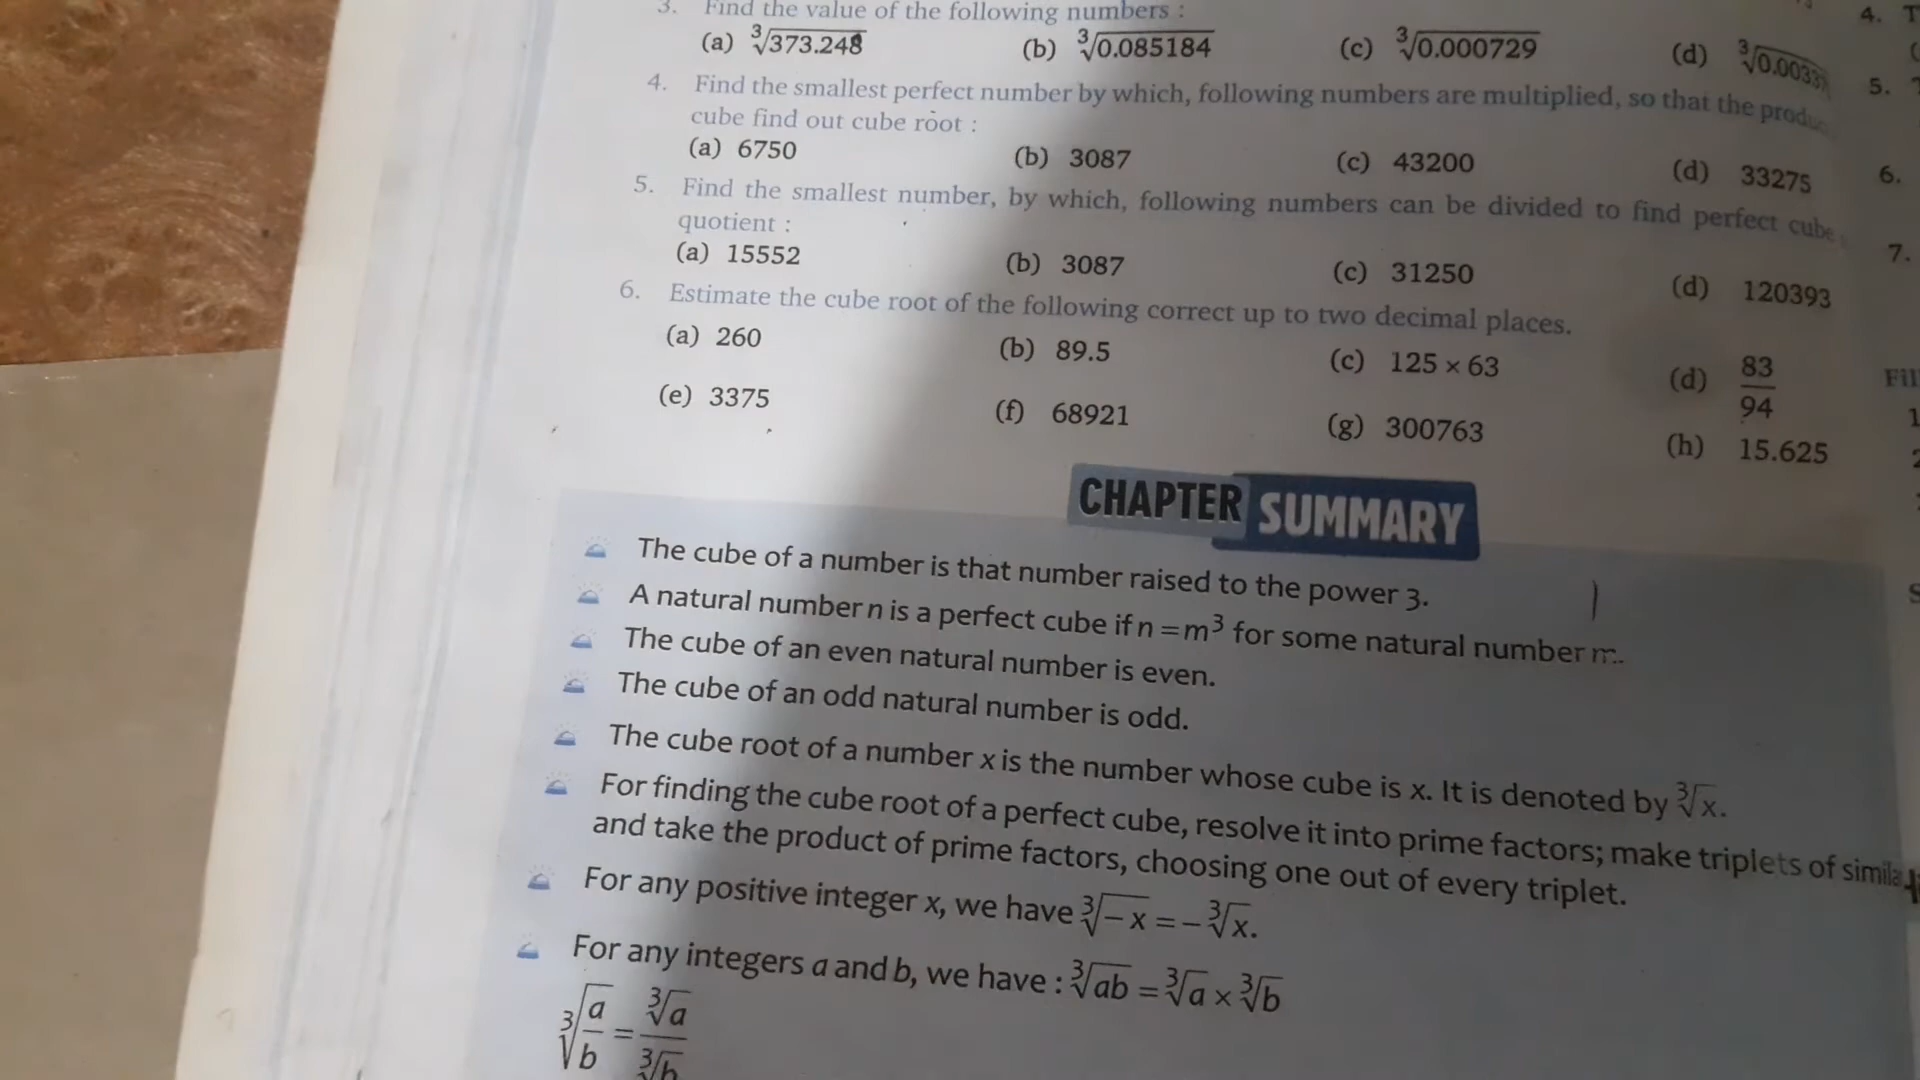 3. Find the value of the following numbers :
(a) ∛373.248 (b) ∛0.085184 (c) ∛0.000729 (d)
4. Find the smallest perfect number by which, following numbers are multiplied, so that the
cube find out cube root :
(a) 6750 (b) 3087 (c) 43200 (d) 33275
5. Find the smallest number, by which, following numbers can be divided to find perfect cube
quotient :
(a) 15552 (b) 3087 (c) 31250 (d) 120393
6. Estimate the cube root of the following correct up to two decimal places.
(a) 260 (b) 89.5 (c) 125 × 63 (d) 83/94
(e) 3375 (f) 68921 (g) 300763 (h) 15.625
CHAPTER SUMMARY
The cube of a number is that number raised to the power 3.
A natural number n is a perfect cube if n = m³ for some natural number m.
The cube of an even natural number is even.
The cube of an odd natural number is odd.
The cube root of a number x is the number whose cube is x. It is denoted by ∛x.
For finding the cube root of a perfect cube, resolve it into prime factors; make triplets of
and take the product of prime factors, choosing one out of every triplet.
For any positive integer x, we have ∛−x = −∛x.
For any integers a and b, we have : ∛ab = ∛a × ∛b
∛a/b = ∛a/∛b
4.
5.
6.
7.